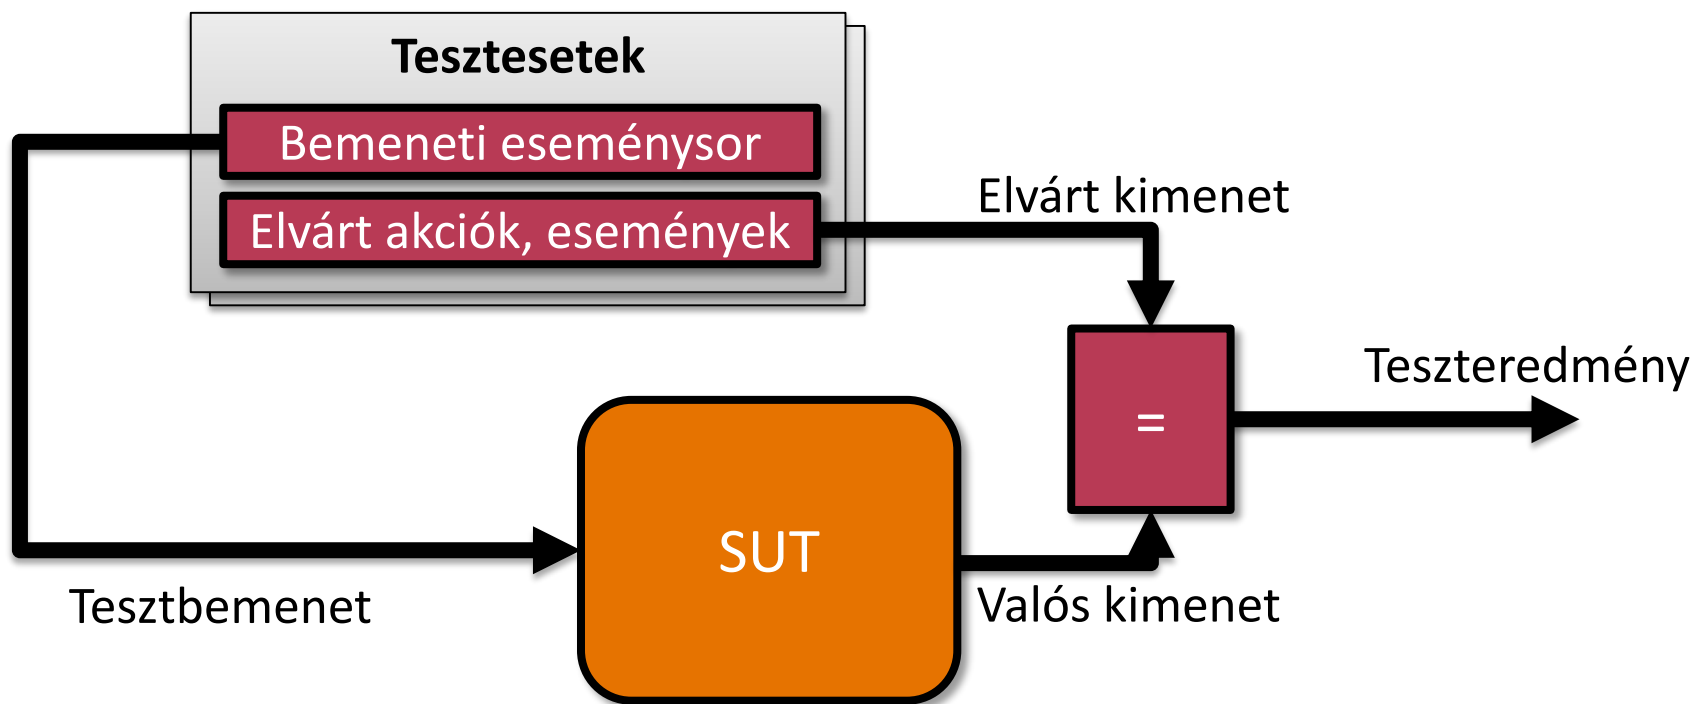 Tesztesetek
Bemeneti eseménysor
Elvárt akciók, események
Elvárt kimenet
Teszteredmény
=
SUT
Tesztbemenet
Valós kimenet